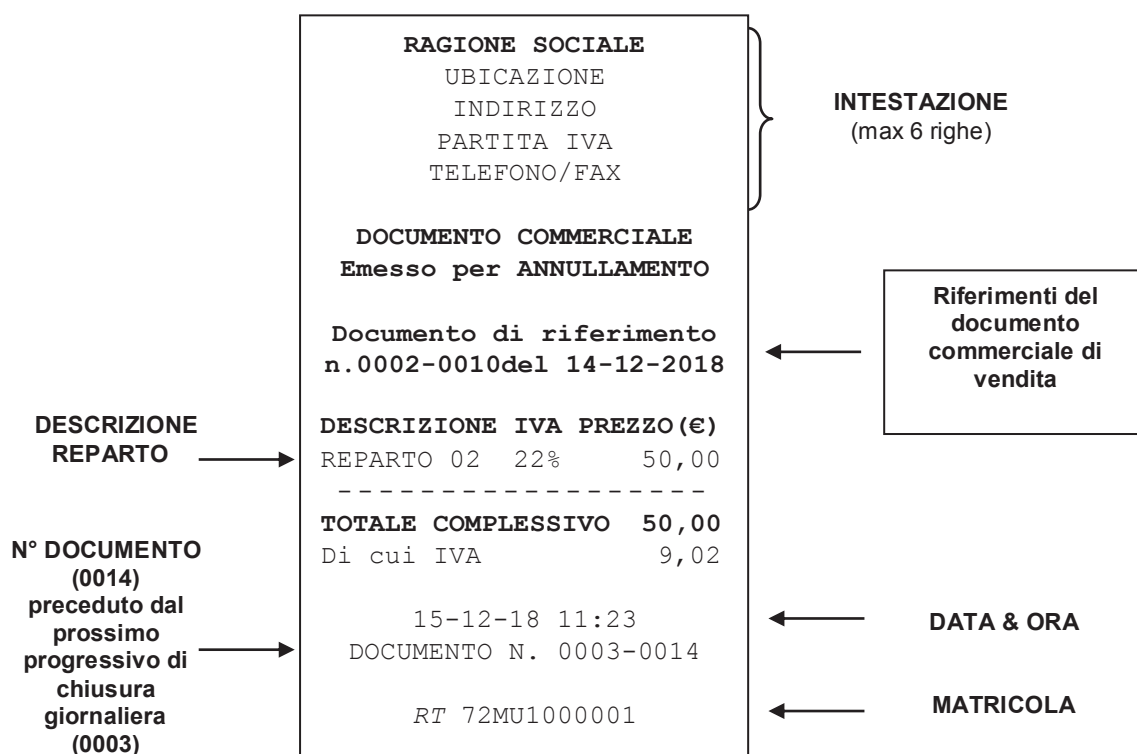 RAGIONE SOCIALE
UBICAZIONE
INDIRIZZO
PARTITA IVA
TELEFONO/FAX
INTESTAZIONE
(max 6 righe)
DOCUMENTO COMMERCIALE
Emesso per ANNULLAMENTO
Documento di riferimento
n.0002-0010del 14-12-2018
Riferimenti del
documento
commerciale di
vendita
DESCRIZIONE IVA PREZZO(€)
REPARTO 02 22% 50,00
- - - - - - - - - - - - - - - - - -
DESCRIZIONE
REPARTO
TOTALE COMPLESSIVO 50,00
Di cui IVA 9,02
15-12-18 11:23
DOCUMENTO N. 0003-0014
RT 72MU1000001
N° DOCUMENTO
(0014)
preceduto dal
prossimo
progressivo di
chiusura
giornaliera
(0003)
DATA & ORA
MATRICOLA